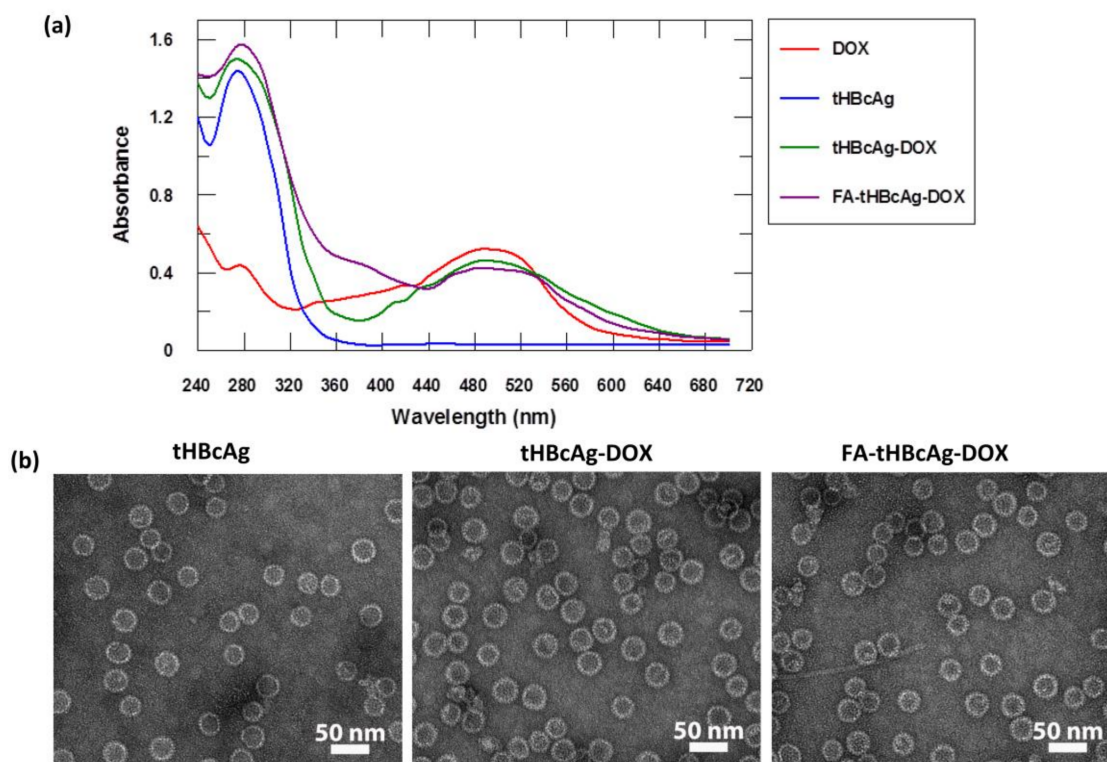 (a)
1.6
1.2
0.8
0.4
0
Absorbance
240 280 320 360 400 440 480 520 560 600 640 680 720
Wavelength (nm)
DOX
tHBcAg
tHBcAg-DOX
FA-tHBcAg-DOX
(b)
tHBcAg tHBcAg-DOX FA-tHBcAg-DOX
50 nm 50 nm 50 nm